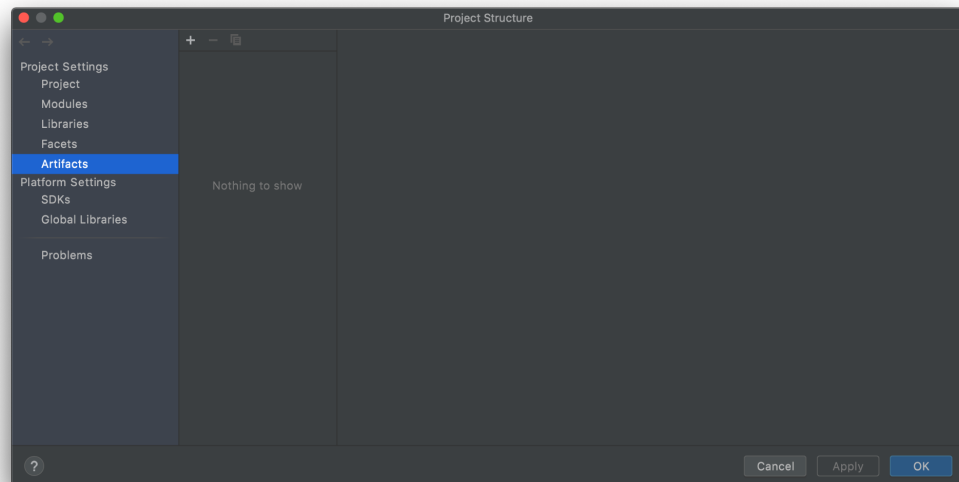 Project Structure
Project Settings
Project
Modules
Libraries
Facets
Artifacts
Platform Settings
SDKs
Global Libraries
Problems
Nothing to show
?
Cancel
Apply
OK